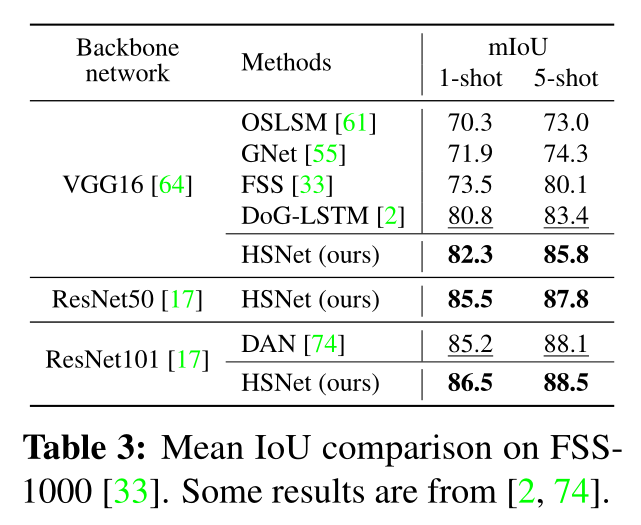 Backbone network Methods mIoU
1-shot 5-shot
VGG16 [64] OSLSM [61] 70.3 73.0
GNet [55] 71.9 74.3
FSS [33] 73.5 80.1
DoG-LSTM [2] 80.8 83.4
HSNet (ours) 82.3 85.8
ResNet50 [17] HSNet (ours) 85.5 87.8
ResNet101 [17] DAN [74] 85.2 88.1
HSNet (ours) 86.5 88.5
Table 3: Mean IoU comparison on FSS-
1000 [33]. Some results are from [2, 74].